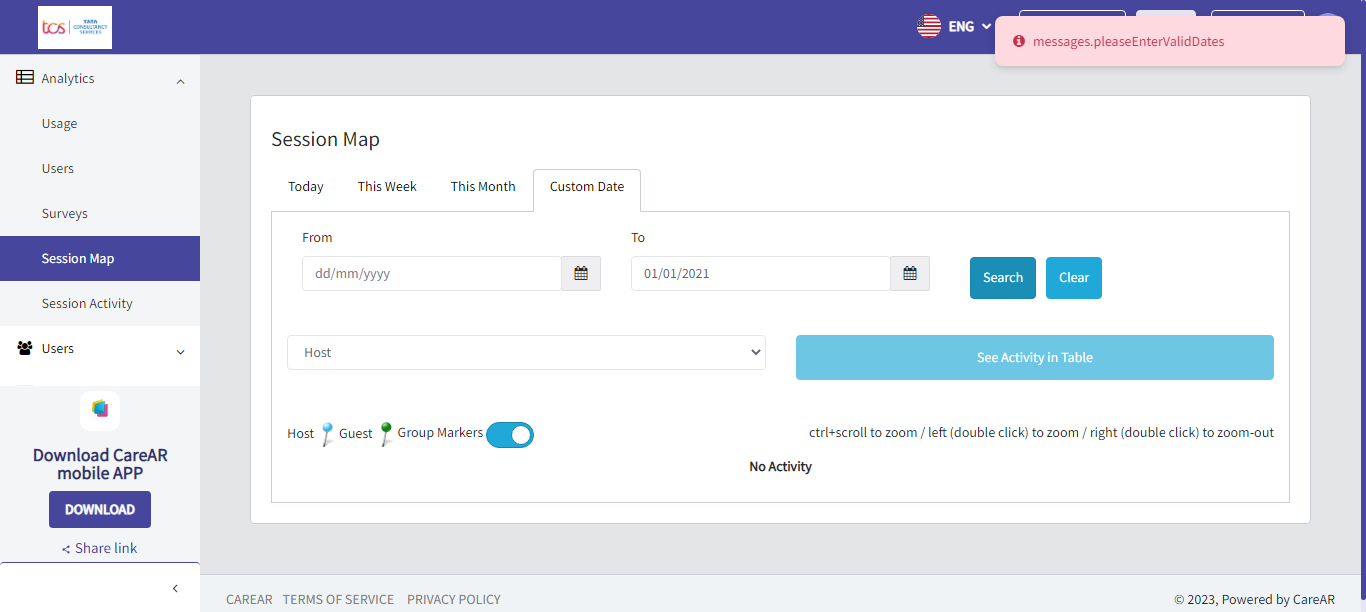 tcs TATA CONSULTANCY SERVICES
ENG
messages.pleaseEnterValidDates
Analytics
Usage
Users
Surveys
Session Map
Session Activity
Users
Download CareAR
mobile APP
DOWNLOAD
Share link
Session Map
Today This Week This Month Custom Date
From To
dd/mm/yyyy 01/01/2021 Search Clear
Host See Activity in Table
Host Guest Group Markers ctrl+scroll to zoom / left (double click) to zoom / right (double click) to zoom-out
No Activity
CAREAR TERMS OF SERVICE PRIVACY POLICY © 2023, Powered by CareAR